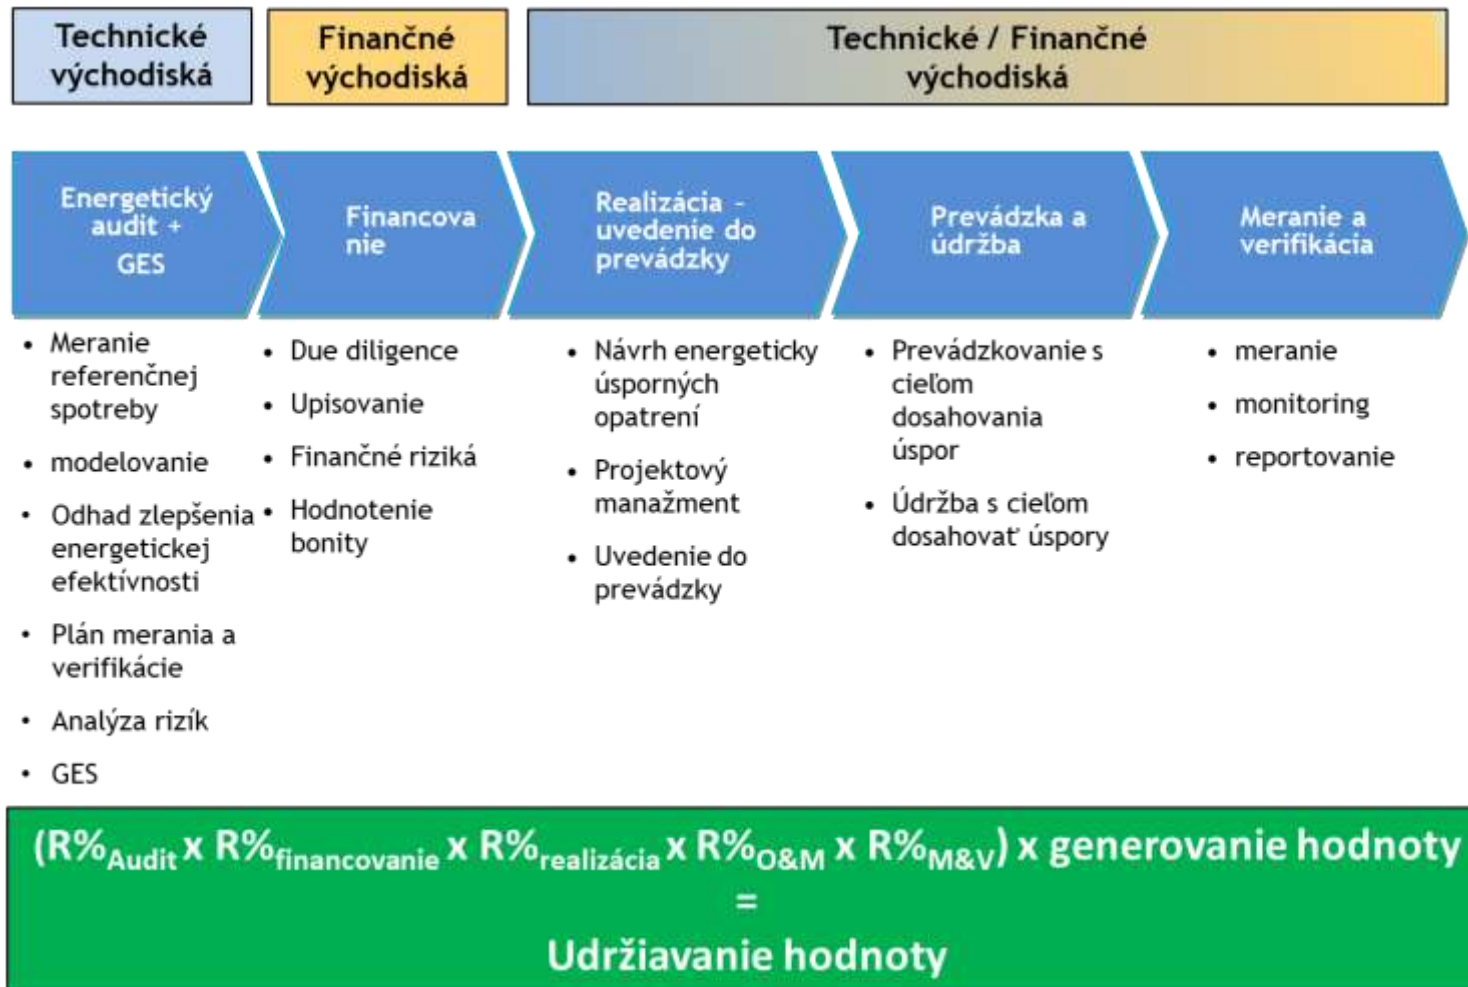 Technické
východiská
Finančné
východiská
Technické / Finančné
východiská
Energetický
audit +
GES
Financova
nie
Realizácia –
uvedenie do
prevádzky
Prevádzka a
údržba
Meranie a
verifikácia
• Meranie
referenčnej
spotreby
• modelovanie
• Odhad zlepšenia
energetickej
efektívnosti
• Plán merania a
verifikácie
• Analýza rizík
• GES
• Due diligence
• Upisovanie
• Finančné riziká
• Hodnotenie
bonity
• Návrh energeticky
úsporných
opatrení
• Projektový
manažment
• Uvedenie do
prevádzky
• Prevádzkovanie s
cieľom
dosahovania
úspor
• Údržba s cieľom
dosahovať úspory
• meranie
• monitoring
• reportovanie
(R%Audit x R%financovanie x R%realizácia x R%O&M x R%M&V) x generovanie hodnoty
=
Udržiavanie hodnoty